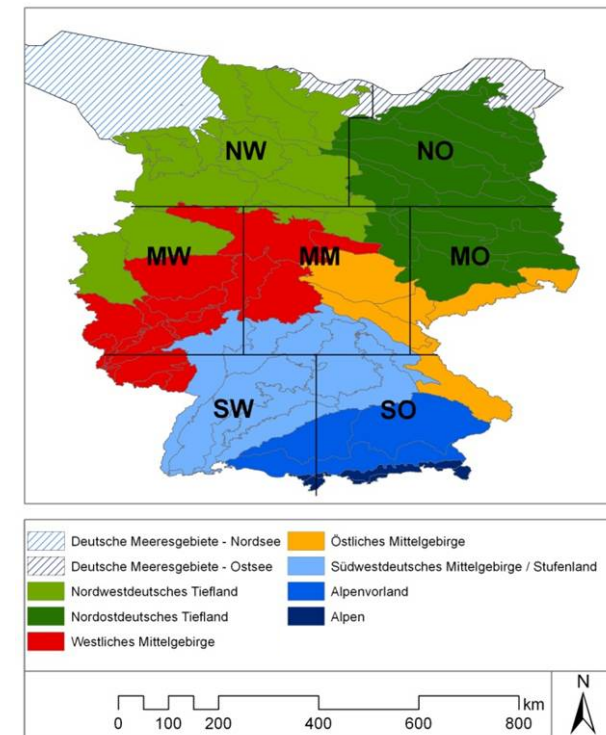 NW
NO
MW
MM
MO
SW
SO
Deutsche Meeresgebiete - Nordsee
Deutsche Meeresgebiete - Ostsee
Nordwestdeutsches Tiefland
Nordostdeutsches Tiefland
Westliches Mittelgebirge
Östliches Mittelgebirge
Südwestdeutsches Mittelgebirge / Stufenland
Alpenvorland
Alpen
km
0 100 200 400 600 800
N